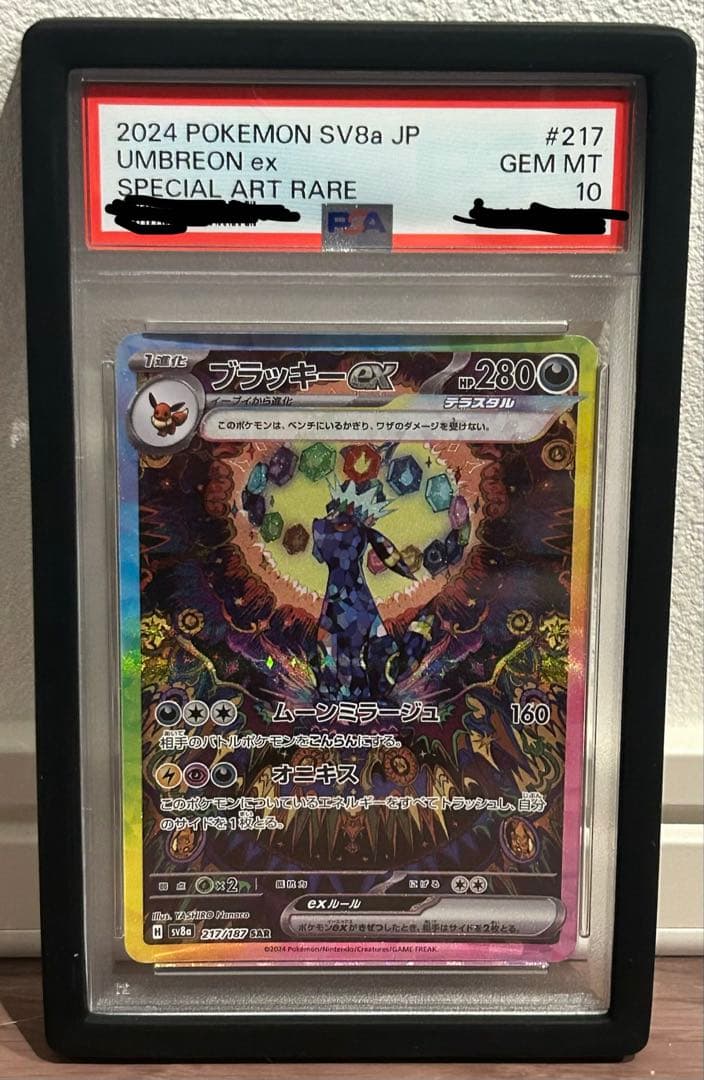 2024 POKEMON SV8a JP #217
UMBREON ex GEM MT
SPECIAL ART RARE 10
PSA
1進化 ブラッキーex HP280
イーブイから進化 テラスタル
このポケモンは、ベンチにいるかぎり、ワザのダメージを受けない。
ムーンミラージュ 160
相手のバトルポケモンをこんらんにする。
オニキス
このポケモンについているエネルギーをすべてトラッシュし、自分
のサイドを1枚とる。
弱点 ×2 抵抗力 にげる
exルール
ポケモンexがきぜつしたとき、相手はサイドを2枚とる。
Illus. YASHIRO Nanaco
H sv8a 217/187 SAR
©2024 Pokémon/Nintendo/Creatures/GAME FREAK.